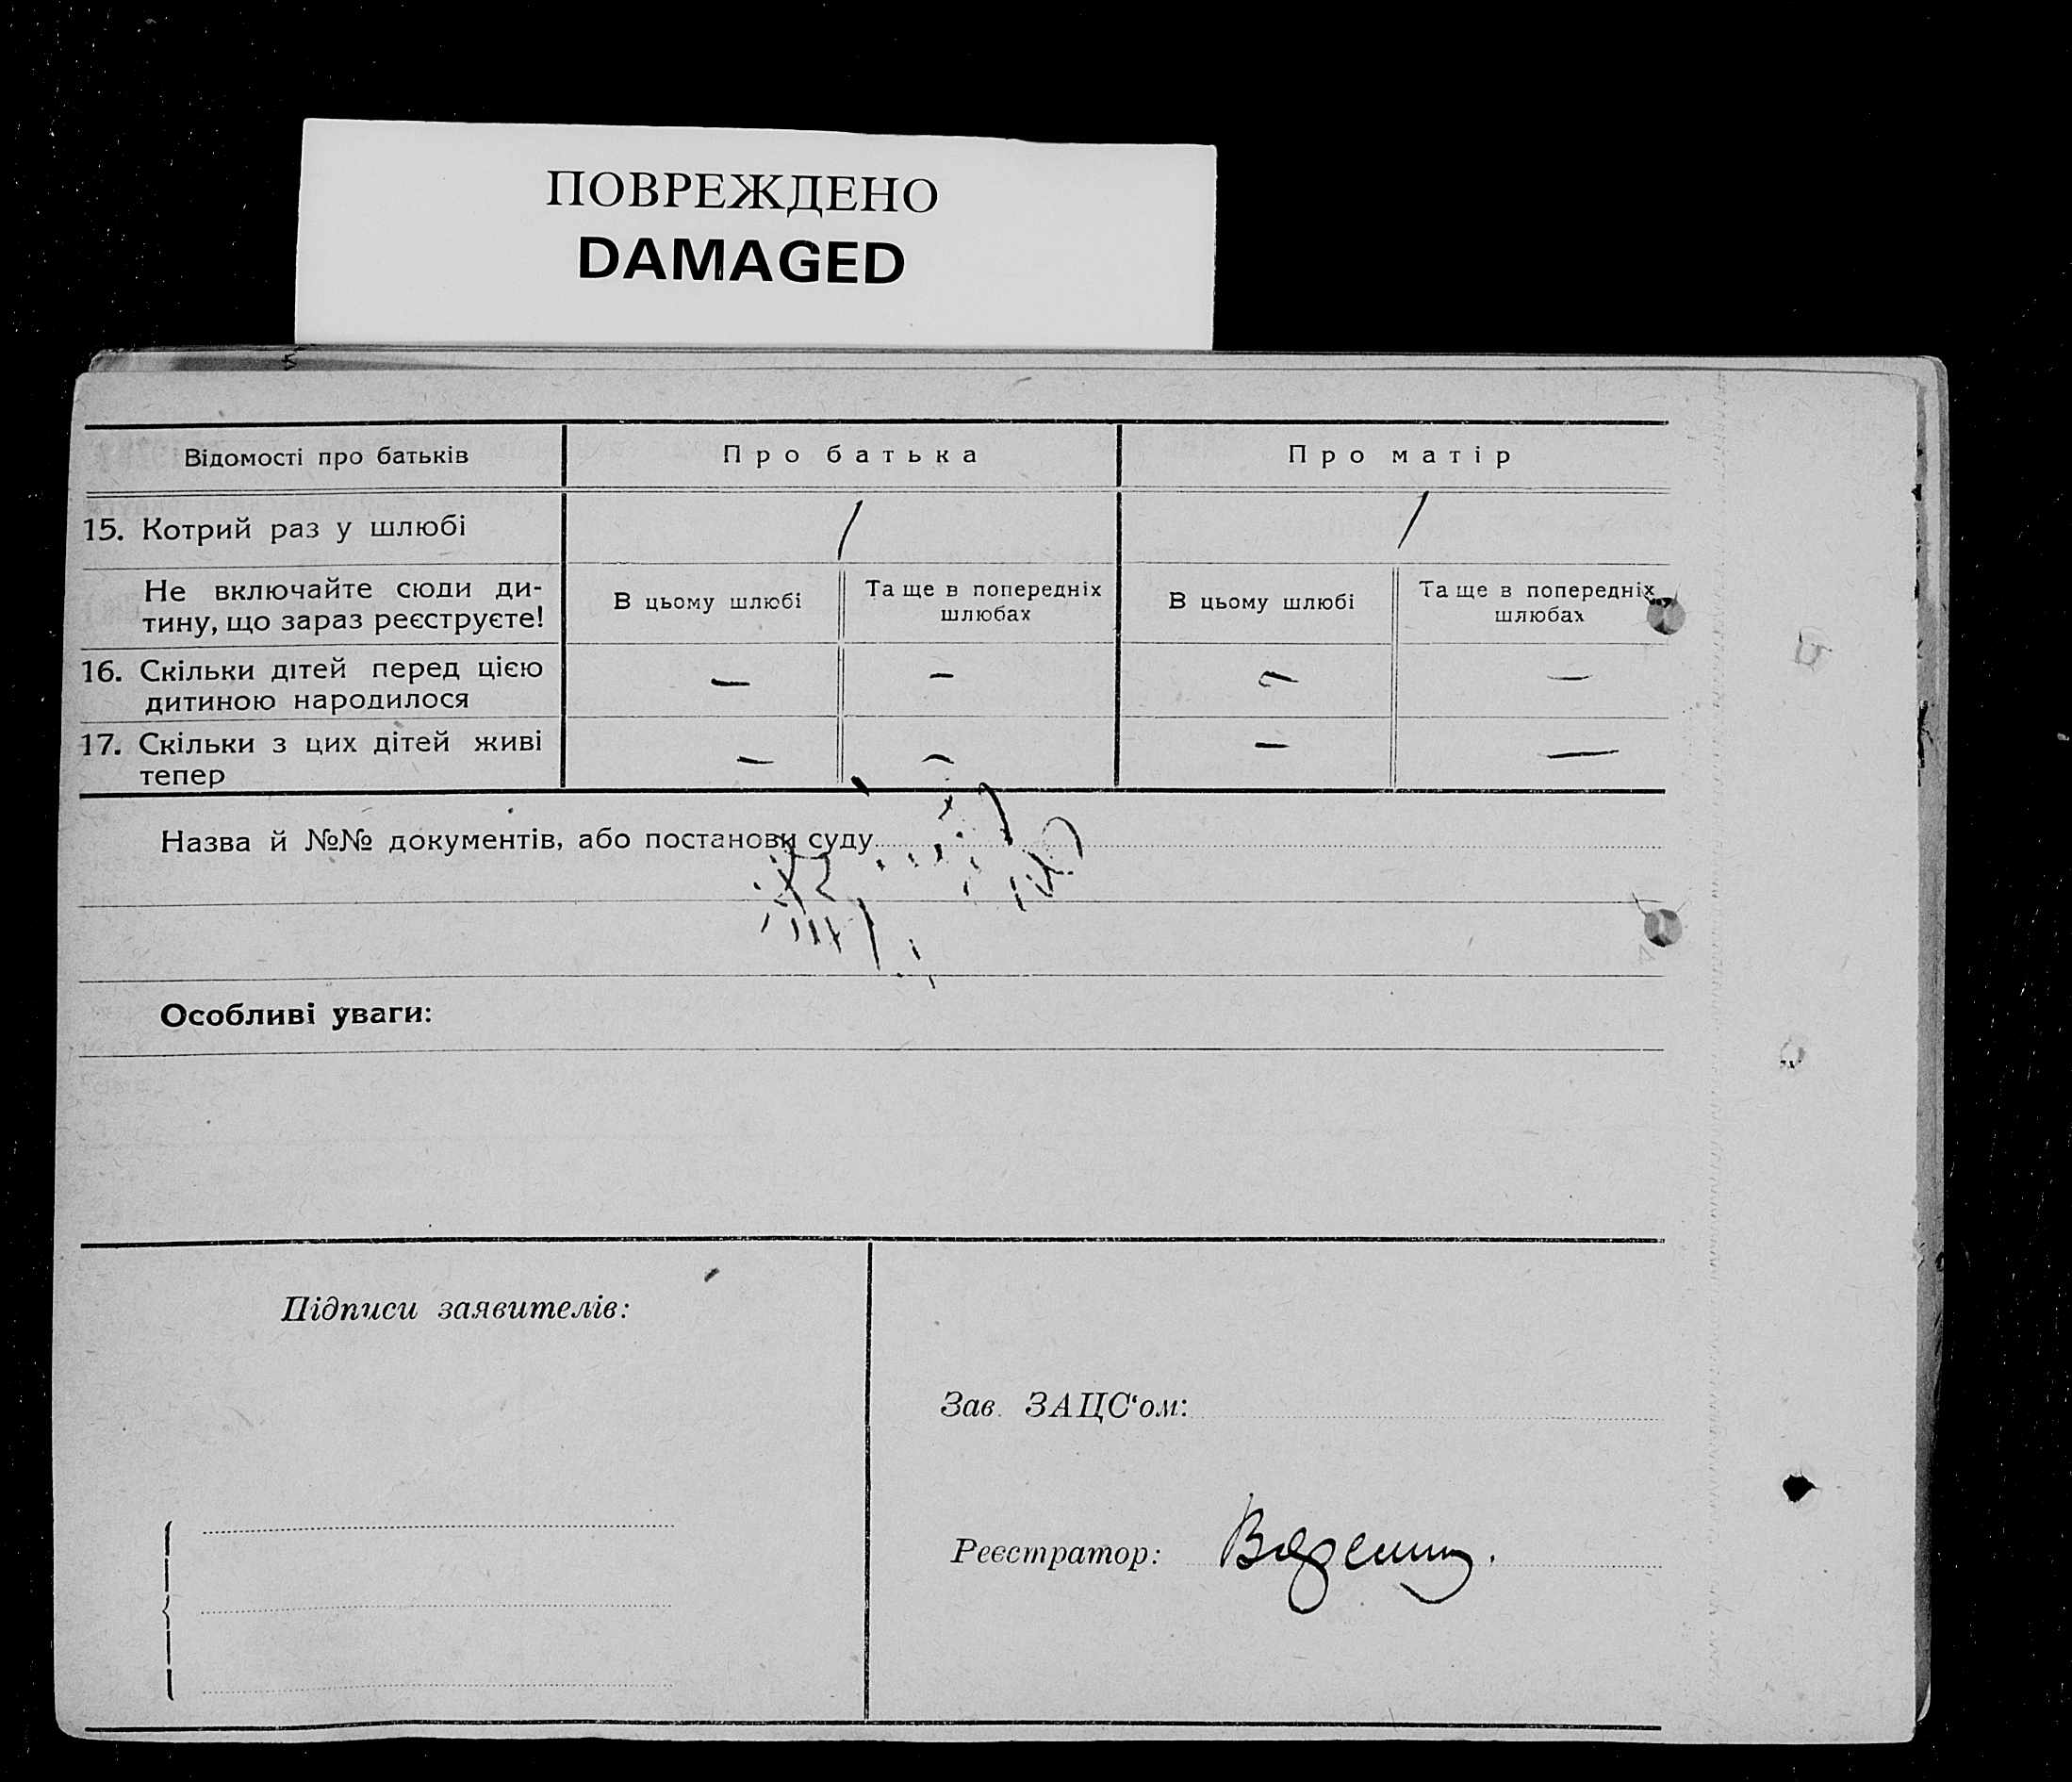 ПОВРЕЖДЕНО
DAMAGED
Відомості про батьків
Про батька
Про матір
15. Котрий раз у шлюбі
/
/
Не включайте сюди ди-
тину, що зараз реєструєте!
В цьому шлюбі
Та ще в попередніх
шлюбах
В цьому шлюбі
Та ще в попередніх
шлюбах
16. Скільки дітей перед цією
дитиною народилося
—
—
—
—
17. Скільки з цих дітей живі
тепер
—
—
—
—
Назва й №№ документів, або постанови суду
Особливі уваги:
Підписи заявителів:
Зав. ЗАЦС‘ом:
Реєстратор: